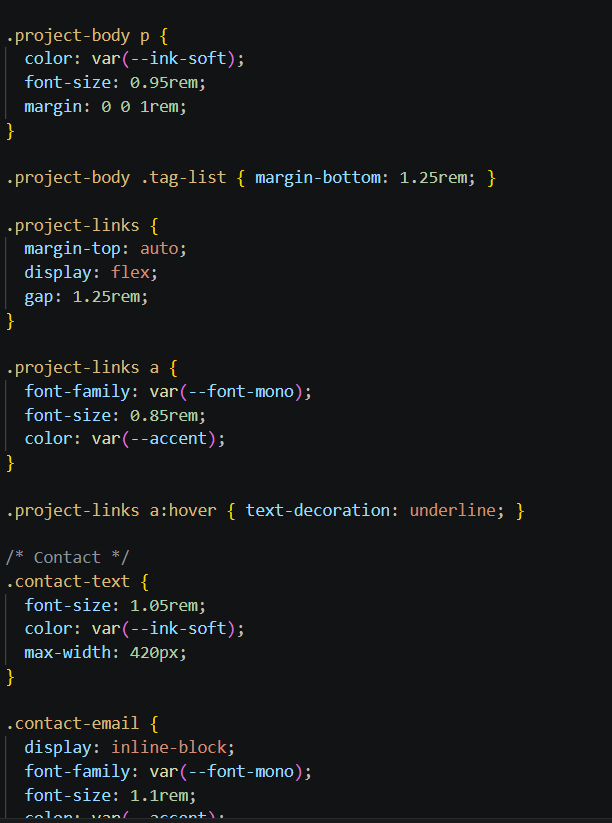 .project-body p {
  color: var(--ink-soft);
  font-size: 0.95rem;
  margin: 0 0 1rem;
}

.project-body .tag-list { margin-bottom: 1.25rem; }

.project-links {
  margin-top: auto;
  display: flex;
  gap: 1.25rem;
}

.project-links a {
  font-family: var(--font-mono);
  font-size: 0.85rem;
  color: var(--accent);
}

.project-links a:hover { text-decoration: underline; }

/* Contact */
.contact-text {
  font-size: 1.05rem;
  color: var(--ink-soft);
  max-width: 420px;
}

.contact-email {
  display: inline-block;
  font-family: var(--font-mono);
  font-size: 1.1rem;
  color: var(--accent);